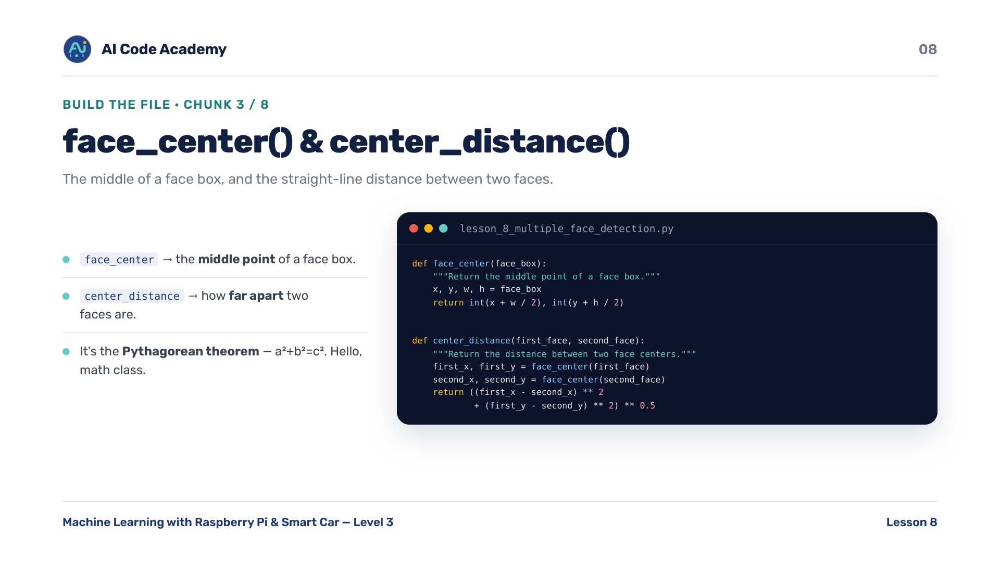 AI Code Academy
08
BUILD THE FILE • CHUNK 3 / 8
face_center() & center_distance()
The middle of a face box, and the straight-line distance between two faces.
face_center → the middle point of a face box.
center_distance → how far apart two
faces are.
It's the Pythagorean theorem — a²+b²=c². Hello,
math class.
lesson_8_multiple_face_detection.py
def face_center(face_box):
    """Return the middle point of a face box."""
    x, y, w, h = face_box
    return int(x + w / 2), int(y + h / 2)
def center_distance(first_face, second_face):
    """Return the distance between two face centers."""
    first_x, first_y = face_center(first_face)
    second_x, second_y = face_center(second_face)
    return ((first_x - second_x) ** 2
            + (first_y - second_y) ** 2) ** 0.5
Machine Learning with Raspberry Pi & Smart Car — Level 3
Lesson 8